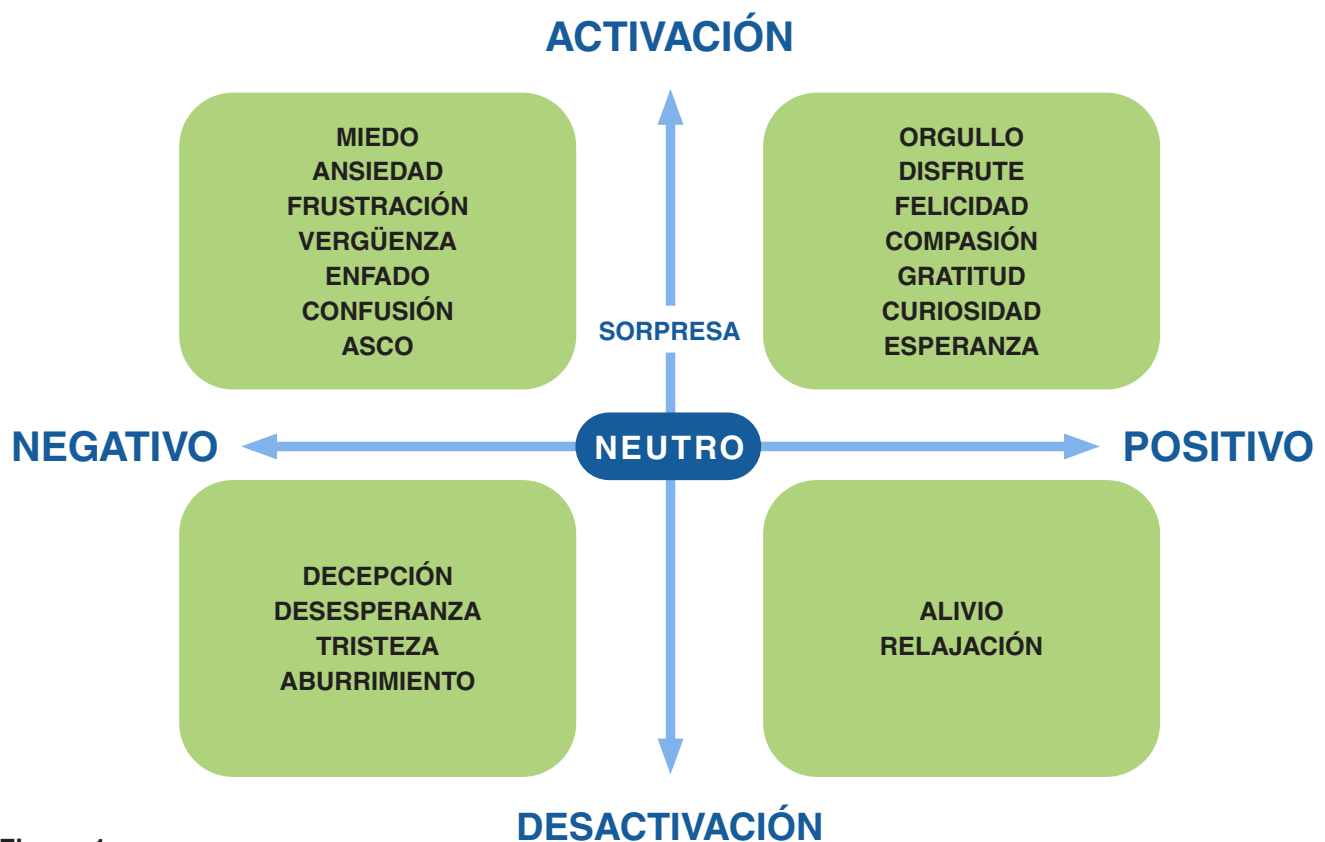 ACTIVACIÓN
MIEDO
ANSIEDAD
FRUSTRACIÓN
VERGÜENZA
ENFADO
CONFUSIÓN
ASCO
ORGULLO
DISFRUTE
FELICIDAD
COMPASIÓN
GRATITUD
CURIOSIDAD
ESPERANZA
SORPRESA
NEGATIVO
NEUTRO
POSITIVO
DECEPCIÓN
DESESPERANZA
TRISTEZA
ABURRIMIENTO
ALIVIO
RELAJACIÓN
DESACTIVACIÓN